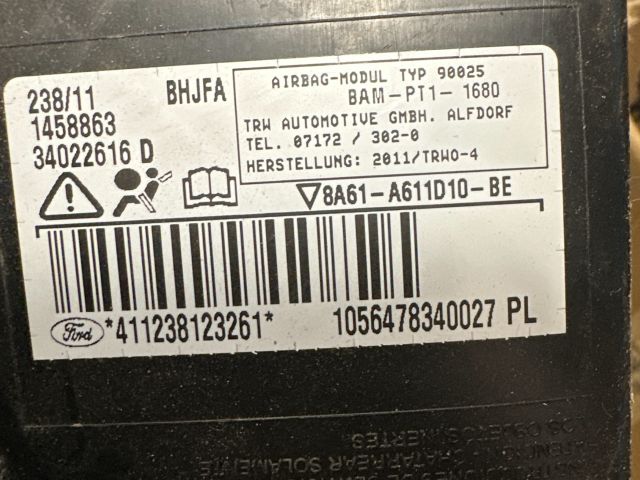 238/11 BHJFA
1458863
34022616 D
AIRBAG-MODUL TYP 90025
BAM-PT1-1680
TRW AUTOMOTIVE GMBH. ALFDORF
TEL. 07172 / 302-0
HERSTELLUNG: 2011/TRWO-4
▽8A61-A611D10-BE
Ford *411238123261* 1056478340027 PL